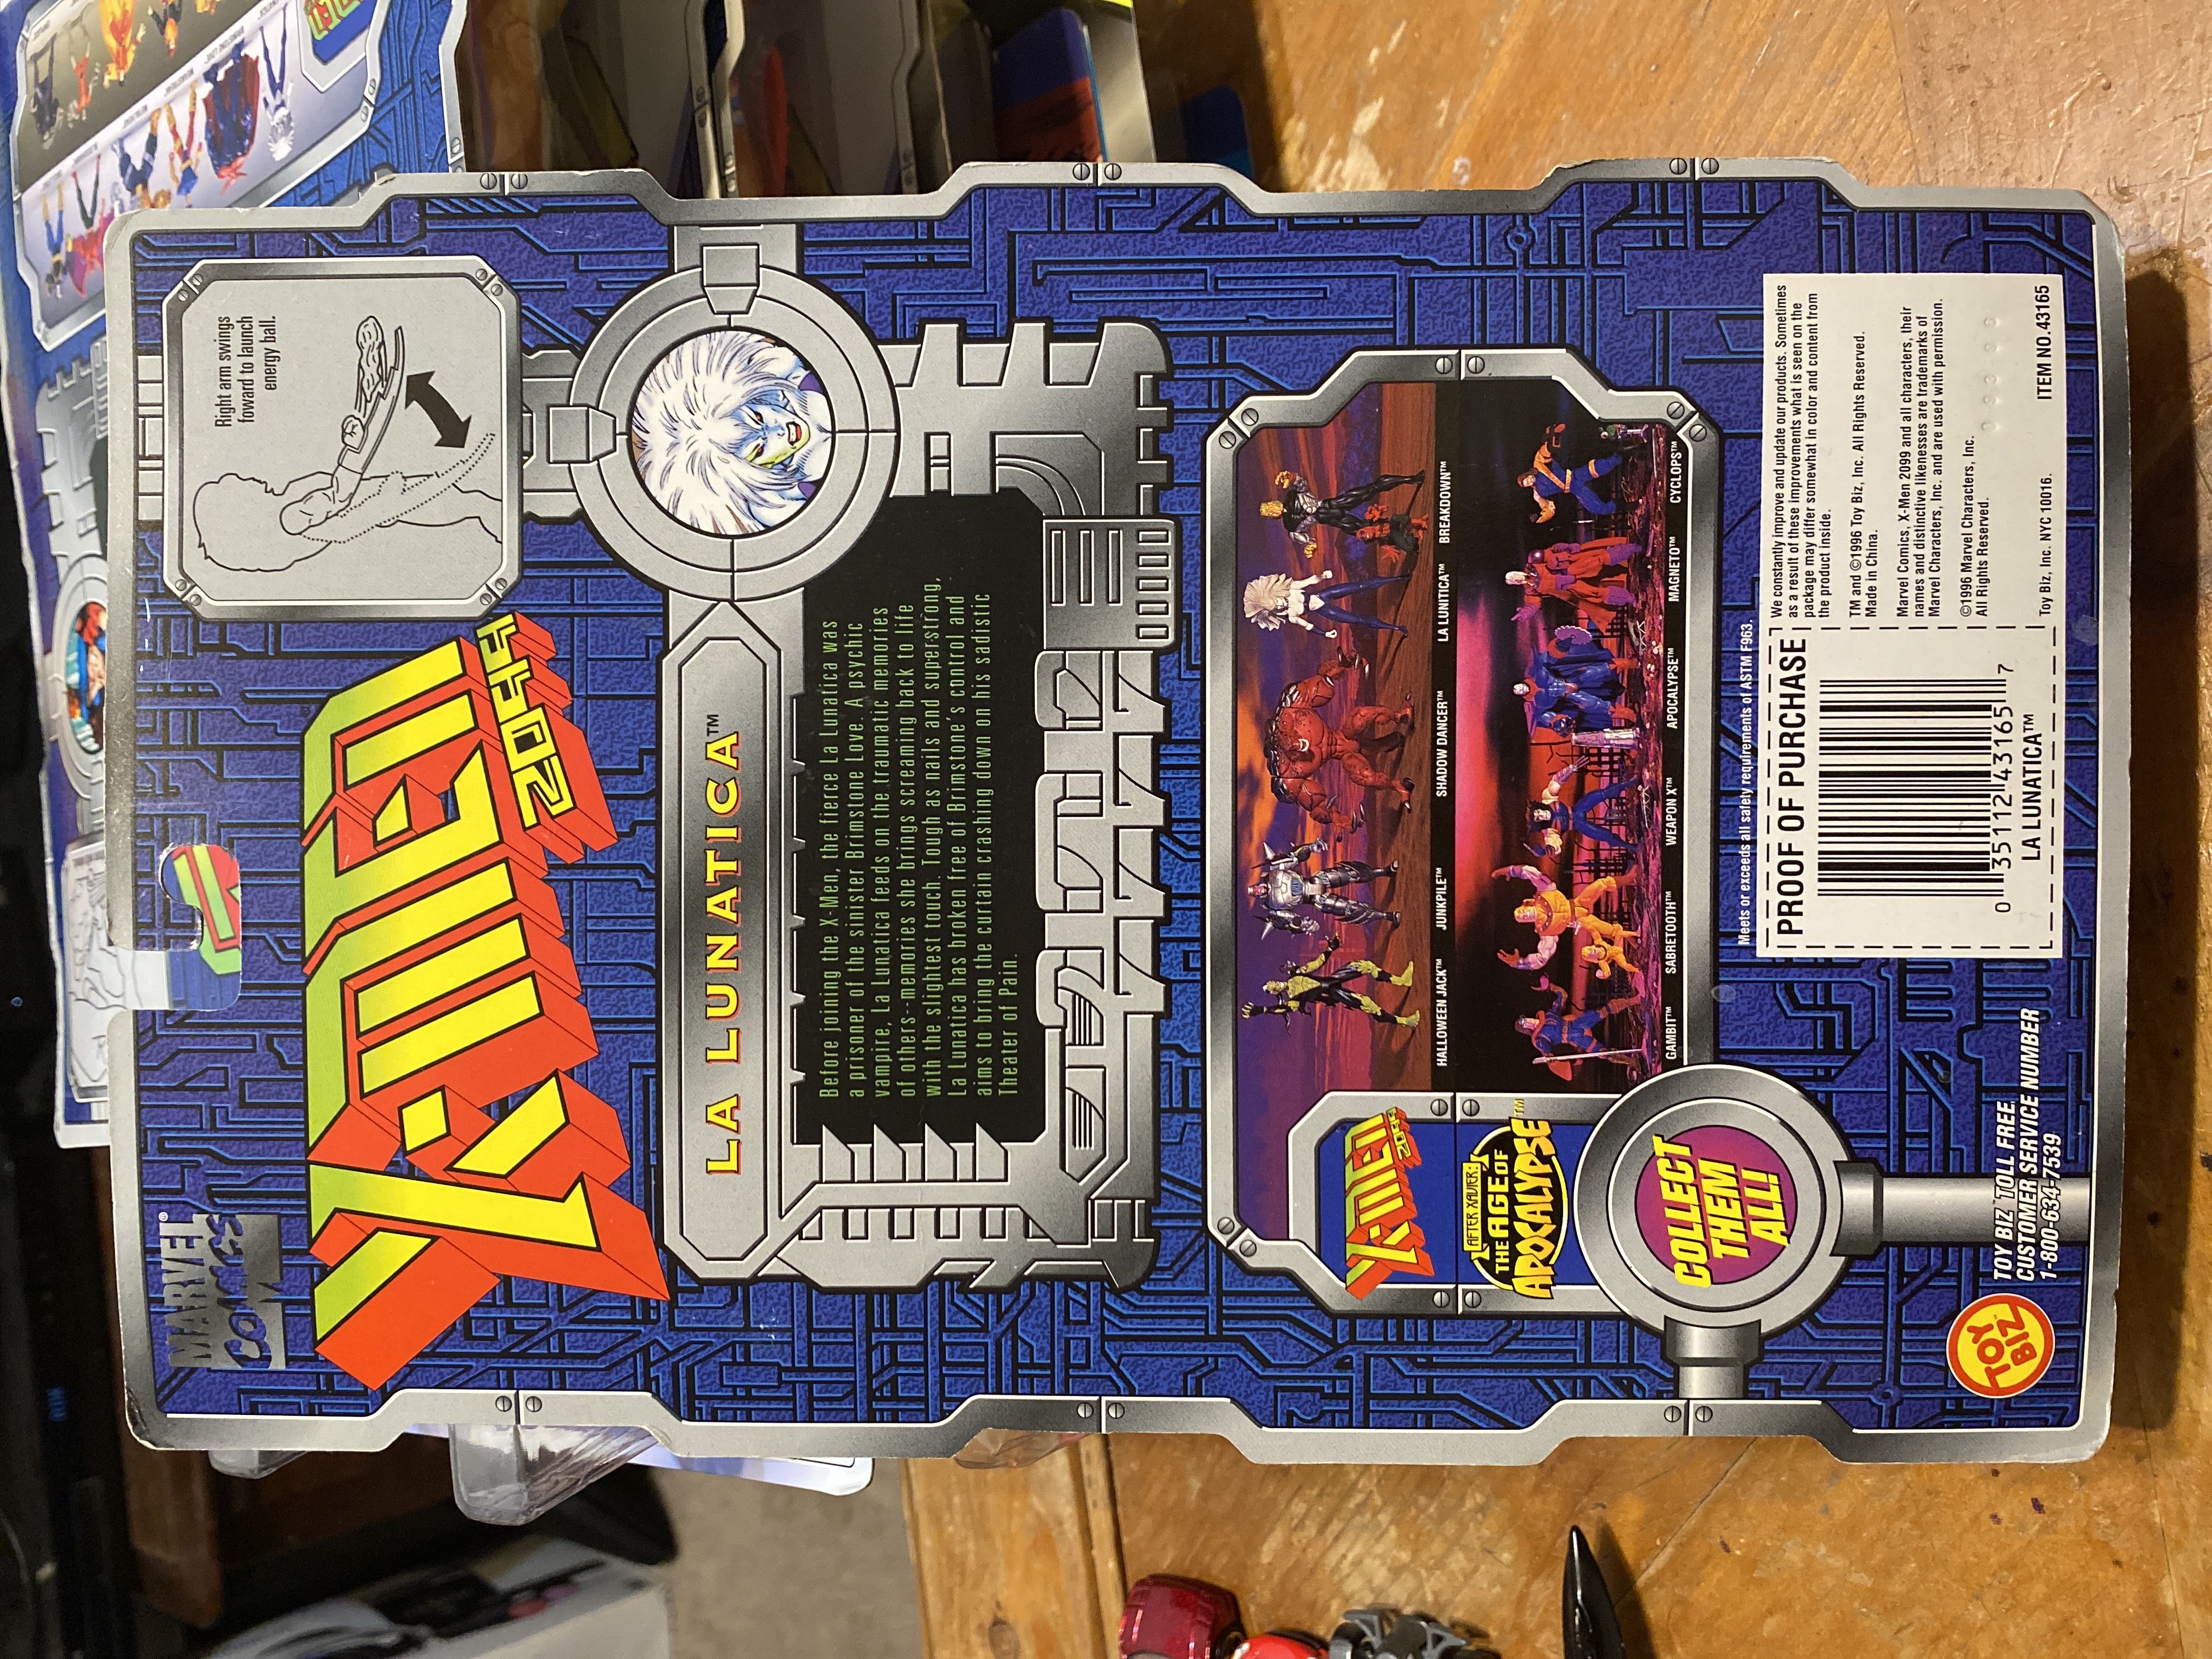 MARVEL®
COMICS
X-MEN
2099
Right arm swings
foward to launch
energy ball.
LA LUNATICA™
Before joining the X-Men, the fierce La Lunatica was
a prisoner of the sinister Brimstone Love. A psychic
vampire, La Lunatica feeds on the traumatic memories
of others-memories she brings screaming back to life
with the slightest touch. Tough as nails and super-strong,
La Lunatica has broken free of Brimstone's control and
aims to bring the curtain crashing down on his sadistic
Theater of Pain.
X-MEN
2099
HALLOWEEN JACK™ JUNKPILE™ SHADOW DANCER™ LA LUNITICA™ BREAKDOWN™
AFTER XAVIER:
THE AGE OF
APOCALYPSE™
GAMBIT™ SABRETOOTH™ WEAPON X™ APOCALYPSE™ MAGNETO™ CYCLOPS™
COLLECT
THEM
ALL!
Meets or exceeds all safety requirements of ASTM F963.
PROOF OF PURCHASE
0 35112 43165 7
LA LUNATICA™
We constantly improve and update our products. Sometimes
as a result of these improvements what is seen on the
package may differ somewhat in color and content from
the product inside.
TM and ©1996 Toy Biz, Inc. All Rights Reserved.
Made in China.
Marvel Comics, X-Men 2099 and all characters, their
names and distinctive likenesses are trademarks of
Marvel Characters, Inc. and are used with permission.
©1996 Marvel Characters, Inc.
All Rights Reserved.
Toy Biz, Inc. NYC 10016. ITEM NO. 43165
TOY BIZ
TOY BIZ TOLL FREE
CUSTOMER SERVICE NUMBER
1-800-634-7539